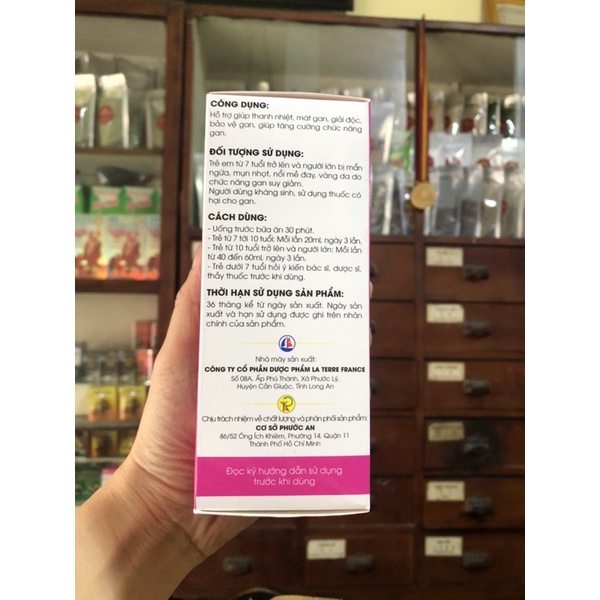 CÔNG DỤNG:
Hỗ trợ giúp thanh nhiệt, mát gan, giải độc,
bảo vệ gan, giúp tăng cường chức năng
gan.
ĐỐI TƯỢNG SỬ DỤNG:
Trẻ em từ 7 tuổi trở lên và người lớn bị mẩn
ngứa, mụn nhọt, nổi mề đay, vàng da do
chức năng gan suy giảm.
Người dùng kháng sinh, sử dụng thuốc có
hại cho gan.
CÁCH DÙNG:
- Uống trước bữa ăn 30 phút.
- Trẻ từ 7 tới 10 tuổi: Mỗi lần 20ml, ngày 3 lần.
- Trẻ từ 10 tuổi trở lên và người lớn: Mỗi lần
từ 40 đến 60ml, ngày 3 lần.
- Trẻ dưới 7 tuổi hỏi ý kiến bác sĩ, dược sĩ,
thầy thuốc trước khi dùng.
THỜI HẠN SỬ DỤNG SẢN PHẨM:
36 tháng kể từ ngày sản xuất. Ngày sản
xuất và hạn sử dụng được ghi trên nhãn
chính của sản phẩm.
Nhà máy sản xuất:
CÔNG TY CỔ PHẦN DƯỢC PHẨM LA TERRE FRANCE
Số 08A, Ấp Phú Thành, Xã Phước Lý,
Huyện Cần Giuộc, Tỉnh Long An
Chịu trách nhiệm về chất lượng và phân phối sản phẩm:
CƠ SỞ PHƯỚC AN
86/52 Ông Ích Khiêm, Phường 14, Quận 11
Thành Phố Hồ Chí Minh
Đọc kỹ hướng dẫn sử dụng
trước khi dùng